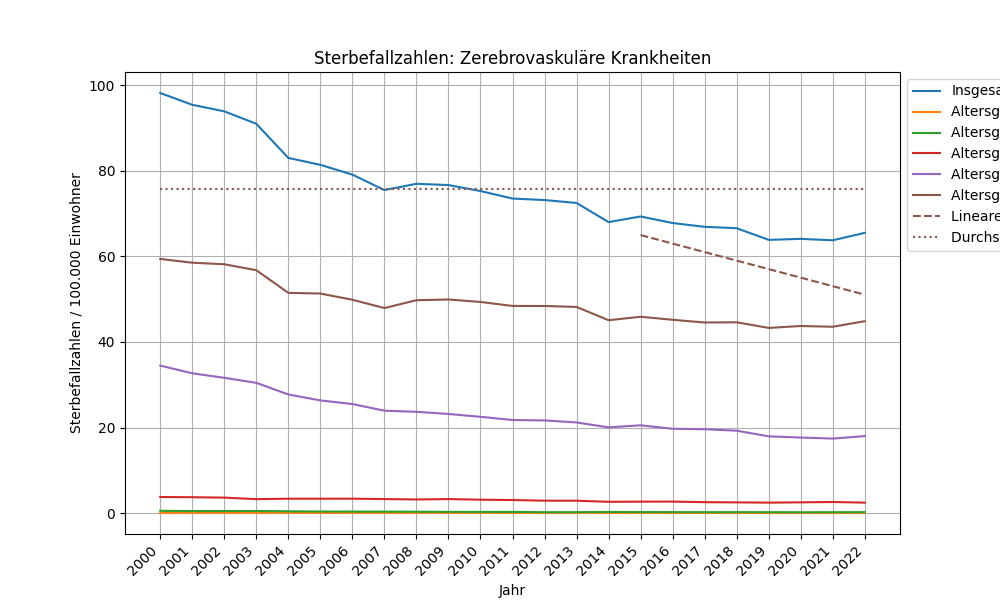 Sterbefallzahlen: Zerebrovaskuläre Krankheiten
100
80
60
40
20
0
Sterbefallzahlen / 100.000 Einwohner
2000
2001
2002
2003
2004
2005
2006
2007
2008
2009
2010
2011
2012
2013
2014
2015
2016
2017
2018
2019
2020
2021
2022
Jahr
Insgesa
Altersg
Altersg
Altersg
Altersg
Altersg
Lineare
Durchs